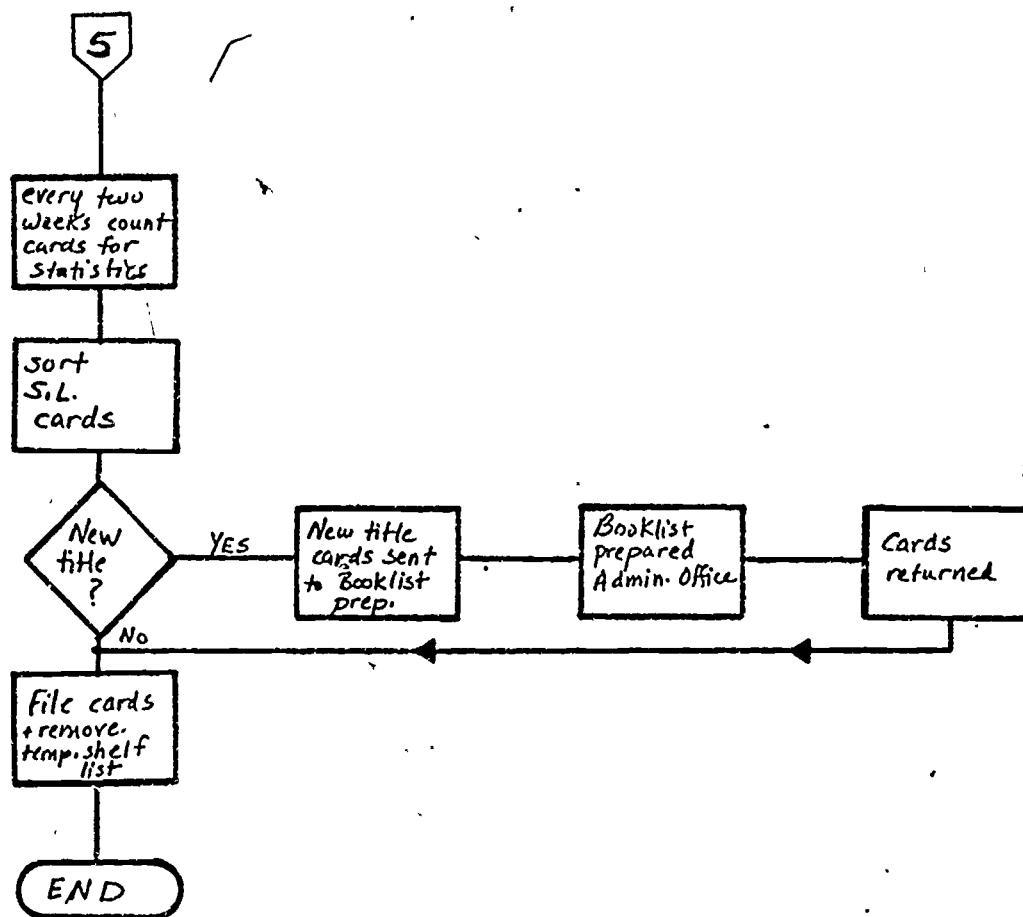 5
every two
weeks count
cards for
statistics
sort
S.L.
cards
New
title
?
YES
New title
cards sent
to Booklist
prep.
Booklist
prepared
Admin. Office
Cards
returned
No
File cards
+ remove.
temp. shelf
list
END